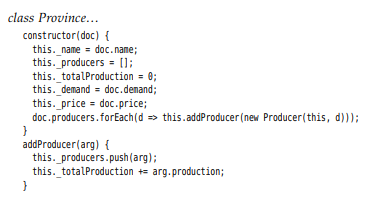 class Province…
constructor(doc) {
this._name = doc.name;
this._producers = [];
this._totalProduction = 0;
this._demand = doc.demand;
this._price = doc.price;
doc.producers.forEach(d => this.addProducer(new Producer(this, d)));
}
addProducer(arg) {
this._producers.push(arg);
this._totalProduction += arg.production;
}